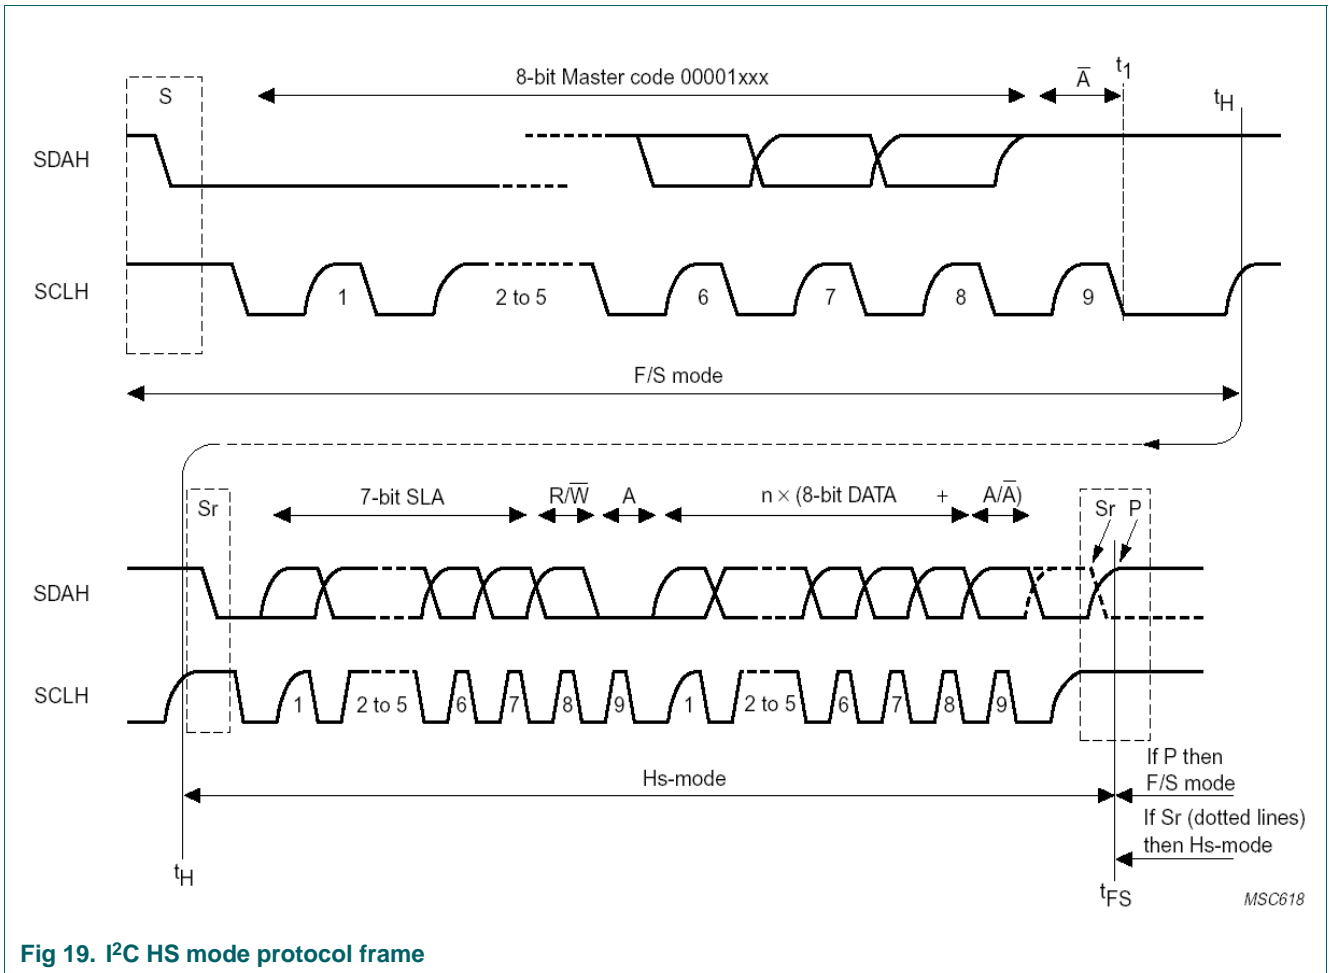 8-bit Master code 00001xxx
A̅
t1
S
tH
SDAH
SCLH
1
2 to 5
6
7
8
9
F/S mode
7-bit SLA
R/W̅
A
n × (8-bit DATA + A/A̅)
Sr
Sr P
SDAH
SCLH
1
2 to 5
6
7
8
9
1
2 to 5
6
7
8
9
If P then
F/S mode
Hs-mode
If Sr (dotted lines)
then Hs-mode
tH
tFS
MSC618
Fig 19. I²C HS mode protocol frame